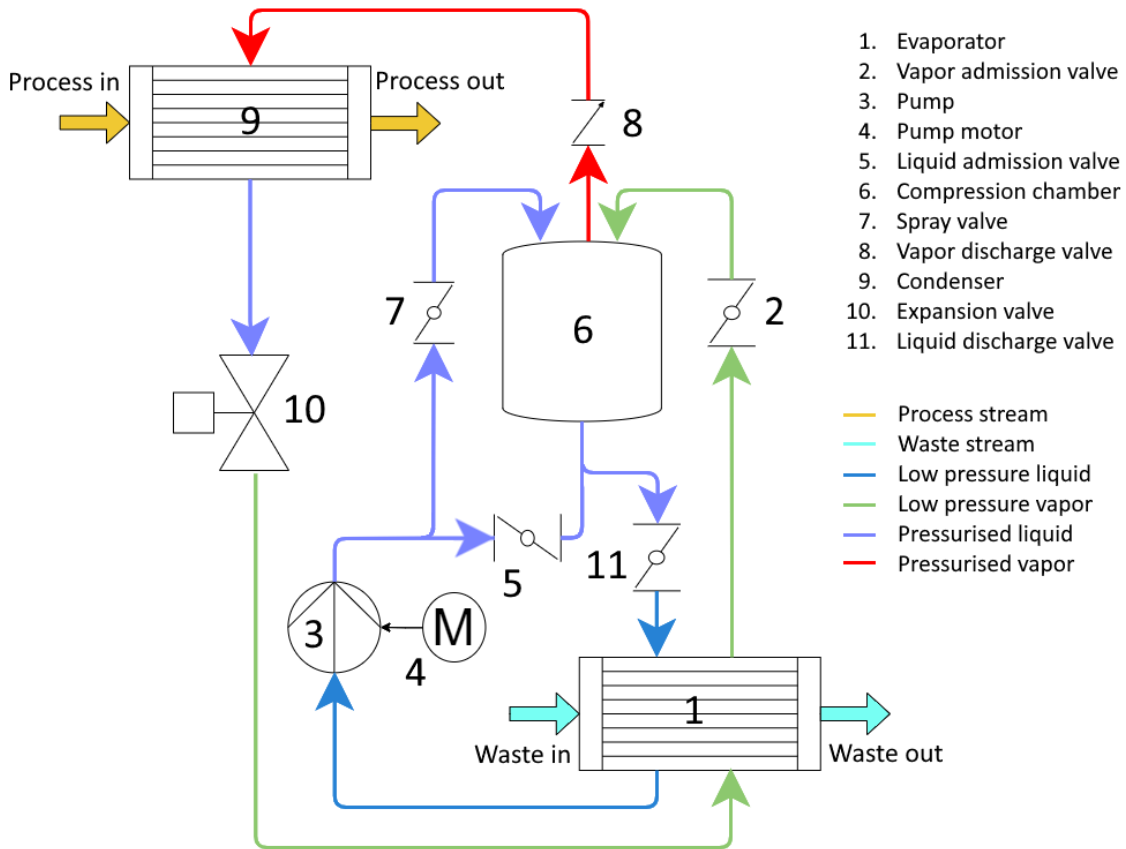 Process in
Process out
9
8
7
6
2
10
5
11
3
M
4
1
Waste in
Waste out
1. Evaporator
2. Vapor admission valve
3. Pump
4. Pump motor
5. Liquid admission valve
6. Compression chamber
7. Spray valve
8. Vapor discharge valve
9. Condenser
10. Expansion valve
11. Liquid discharge valve
Process stream
Waste stream
Low pressure liquid
Low pressure vapor
Pressurised liquid
Pressurised vapor